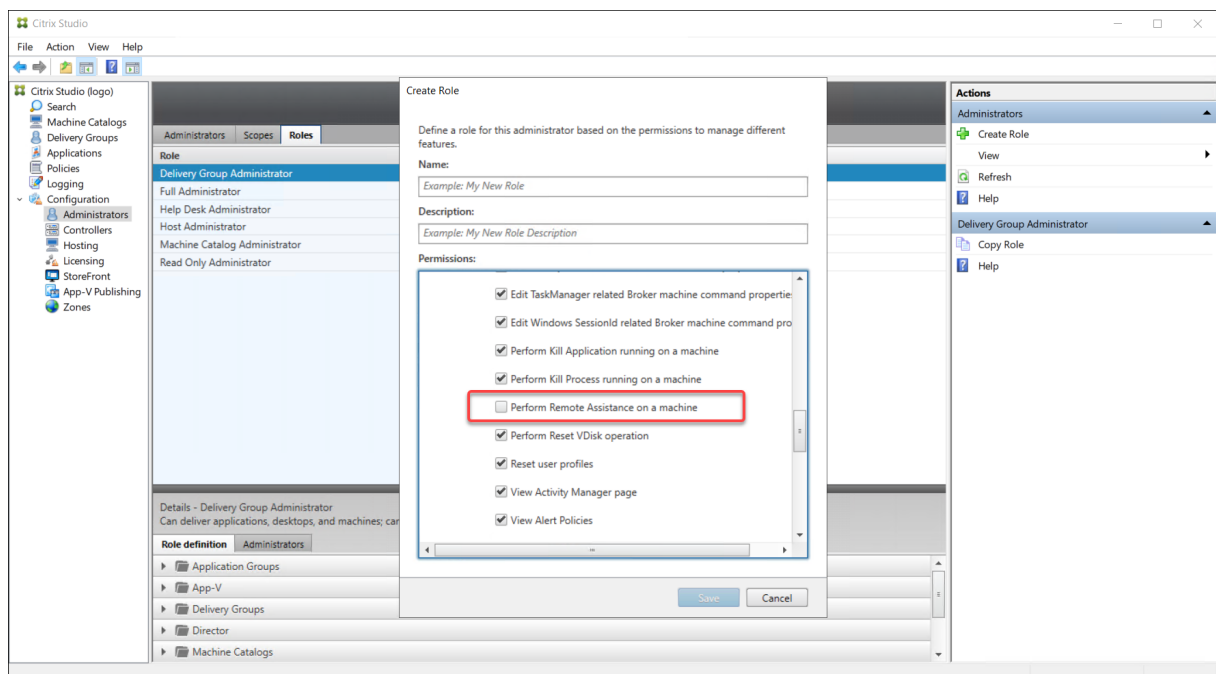 Citrix Studio
File Action View Help
Citrix Studio (logo)
Search
Machine Catalogs
Delivery Groups
Applications
Policies
Logging
Configuration
Administrators
Controllers
Hosting
Licensing
StoreFront
App-V Publishing
Zones
Administrators Scopes Roles
Role
Delivery Group Administrator
Full Administrator
Help Desk Administrator
Host Administrator
Machine Catalog Administrator
Read Only Administrator
Details - Delivery Group Administrator
Can deliver applications, desktops, and machines; car
Role definition Administrators
Application Groups
App-V
Delivery Groups
Director
Machine Catalogs
Create Role
Define a role for this administrator based on the permissions to manage different
features.
Name:
Example: My New Role
Description:
Example: My New Role Description
Permissions:
Edit TaskManager related Broker machine command propertie
Edit Windows SessionId related Broker machine command pro
Perform Kill Application running on a machine
Perform Kill Process running on a machine
Perform Remote Assistance on a machine
Perform Reset VDisk operation
Reset user profiles
View Activity Manager page
View Alert Policies
Save Cancel
Actions
Administrators
Create Role
View
Refresh
Help
Delivery Group Administrator
Copy Role
Help